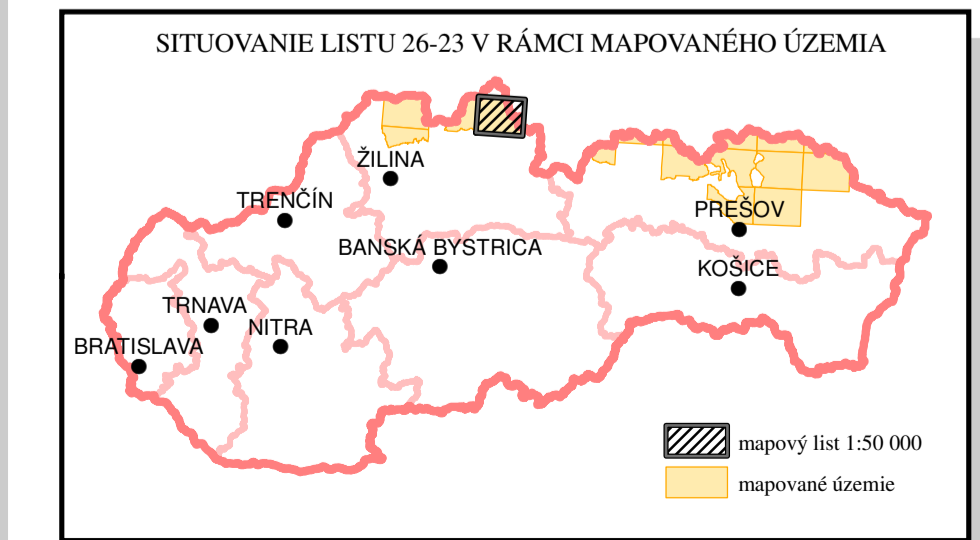 SITUOVANIE LISTU 26-23 V RÁMCI MAPOVANÉHO ÚZEMIA
ŽILINA
TRENČÍN
PREŠOV
BANSKÁ BYSTRICA
KOŠICE
TRNAVA
NITRA
BRATISLAVA
mapový list 1:50 000
mapované územie